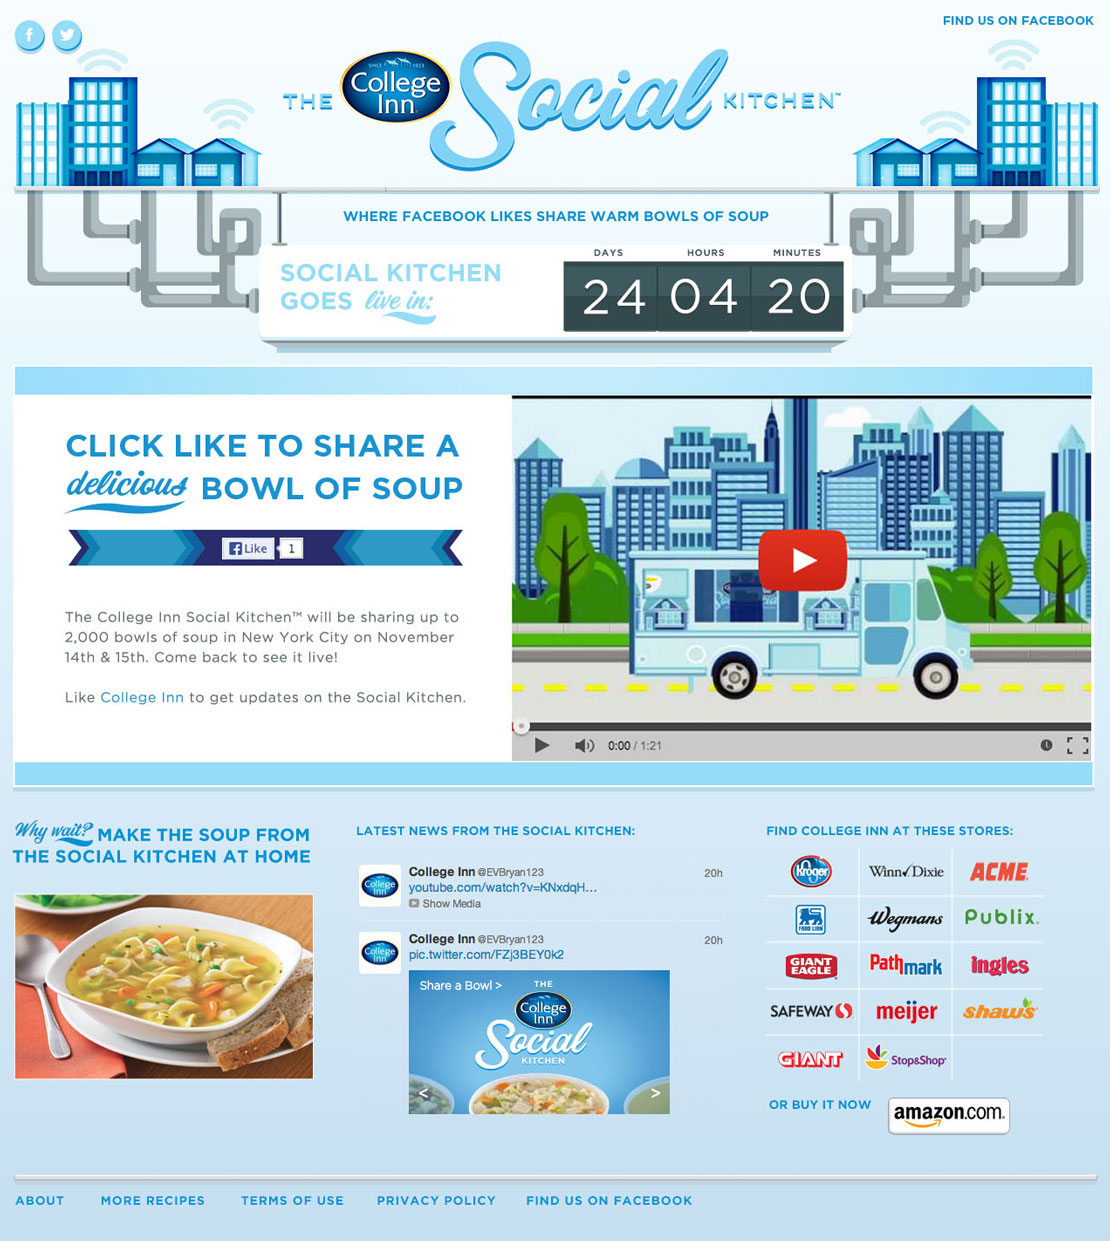 FIND US ON FACEBOOK
THE
SINCE 1923
College
Inn
Social
KITCHEN™
WHERE FACEBOOK LIKES SHARE WARM BOWLS OF SOUP
SOCIAL KITCHEN
GOES live in:
DAYS HOURS MINUTES
24 04 20
CLICK LIKE TO SHARE A
delicious BOWL OF SOUP
Like 1
The College Inn Social Kitchen™ will be sharing up to
2,000 bowls of soup in New York City on November
14th & 15th. Come back to see it live!
Like College Inn to get updates on the Social Kitchen.
0:00 / 1:21
Why wait? MAKE THE SOUP FROM
THE SOCIAL KITCHEN AT HOME
LATEST NEWS FROM THE SOCIAL KITCHEN:
College Inn
College Inn @EVBryan123 20h
youtube.com/watch?v=KNxdqH...
Show Media
College Inn
College Inn @EVBryan123 20h
pic.twitter.com/FZj3BEY0k2
Share a Bowl >
THE
College
Inn
Social
KITCHEN
< >
FIND COLLEGE INN AT THESE STORES:
Kroger Winn Dixie ACME
FOOD LION Wegmans Publix
GIANT EAGLE Pathmark ingles
SAFEWAY meijer shaw's
GIANT Stop&Shop
OR BUY IT NOW amazon.com
ABOUT MORE RECIPES TERMS OF USE PRIVACY POLICY FIND US ON FACEBOOK